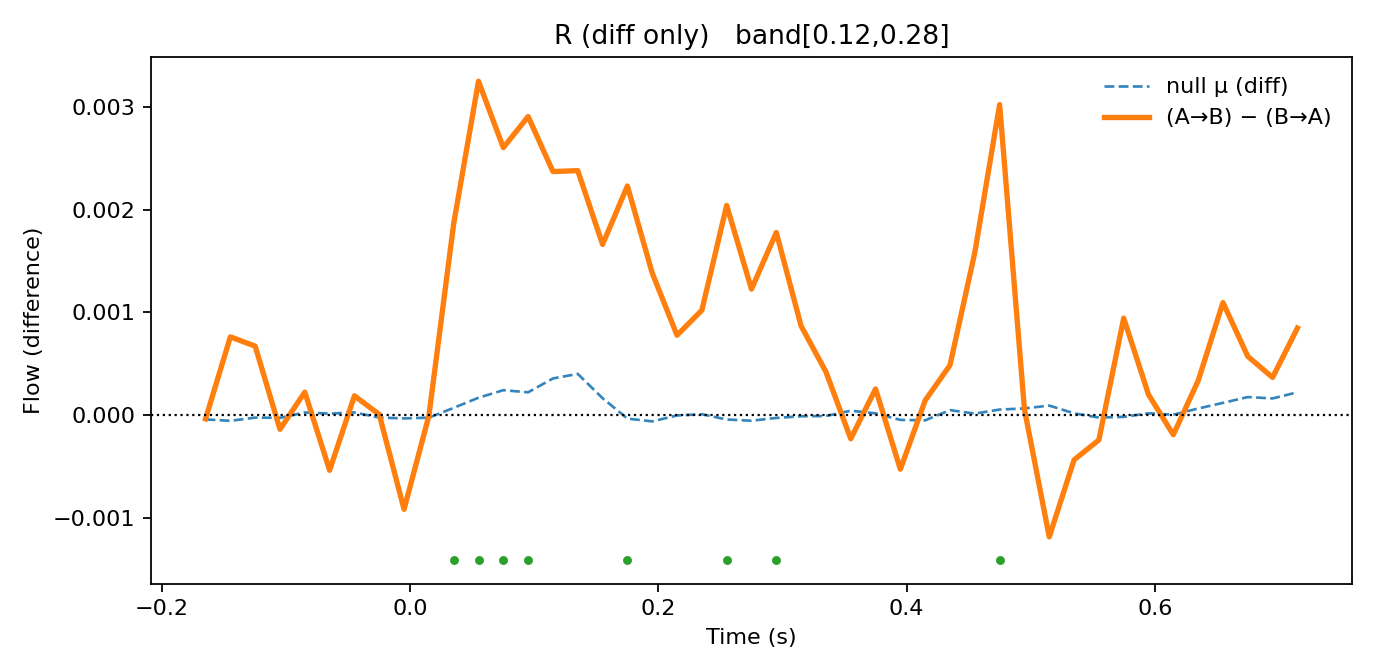 R (diff only)   band[0.12,0.28]
null μ (diff)
(A→B) − (B→A)
Flow (difference)
0.003
0.002
0.001
0.000
−0.001
−0.2 0.0 0.2 0.4 0.6
Time (s)